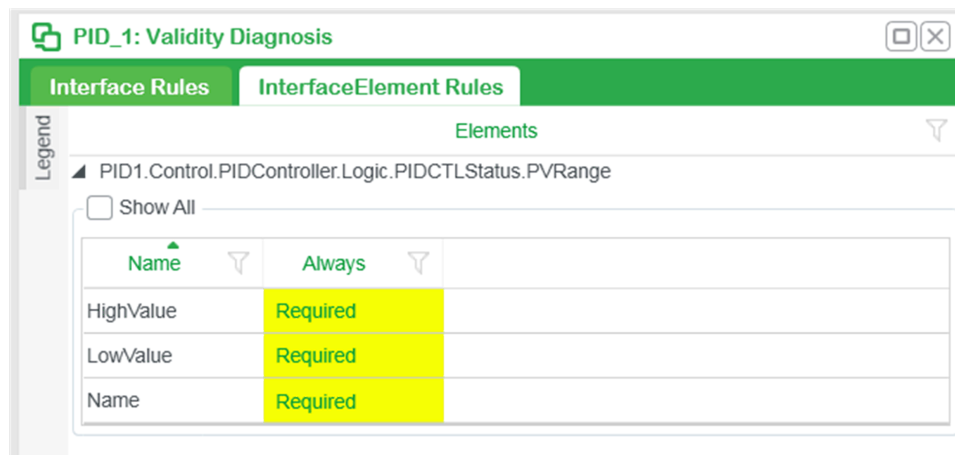 PID_1: Validity Diagnosis
Interface Rules
InterfaceElement Rules
Legend
Elements
PID1.Control.PIDController.Logic.PIDCTLStatus.PVRange
Show All
Name
Always
HighValue
Required
LowValue
Required
Name
Required